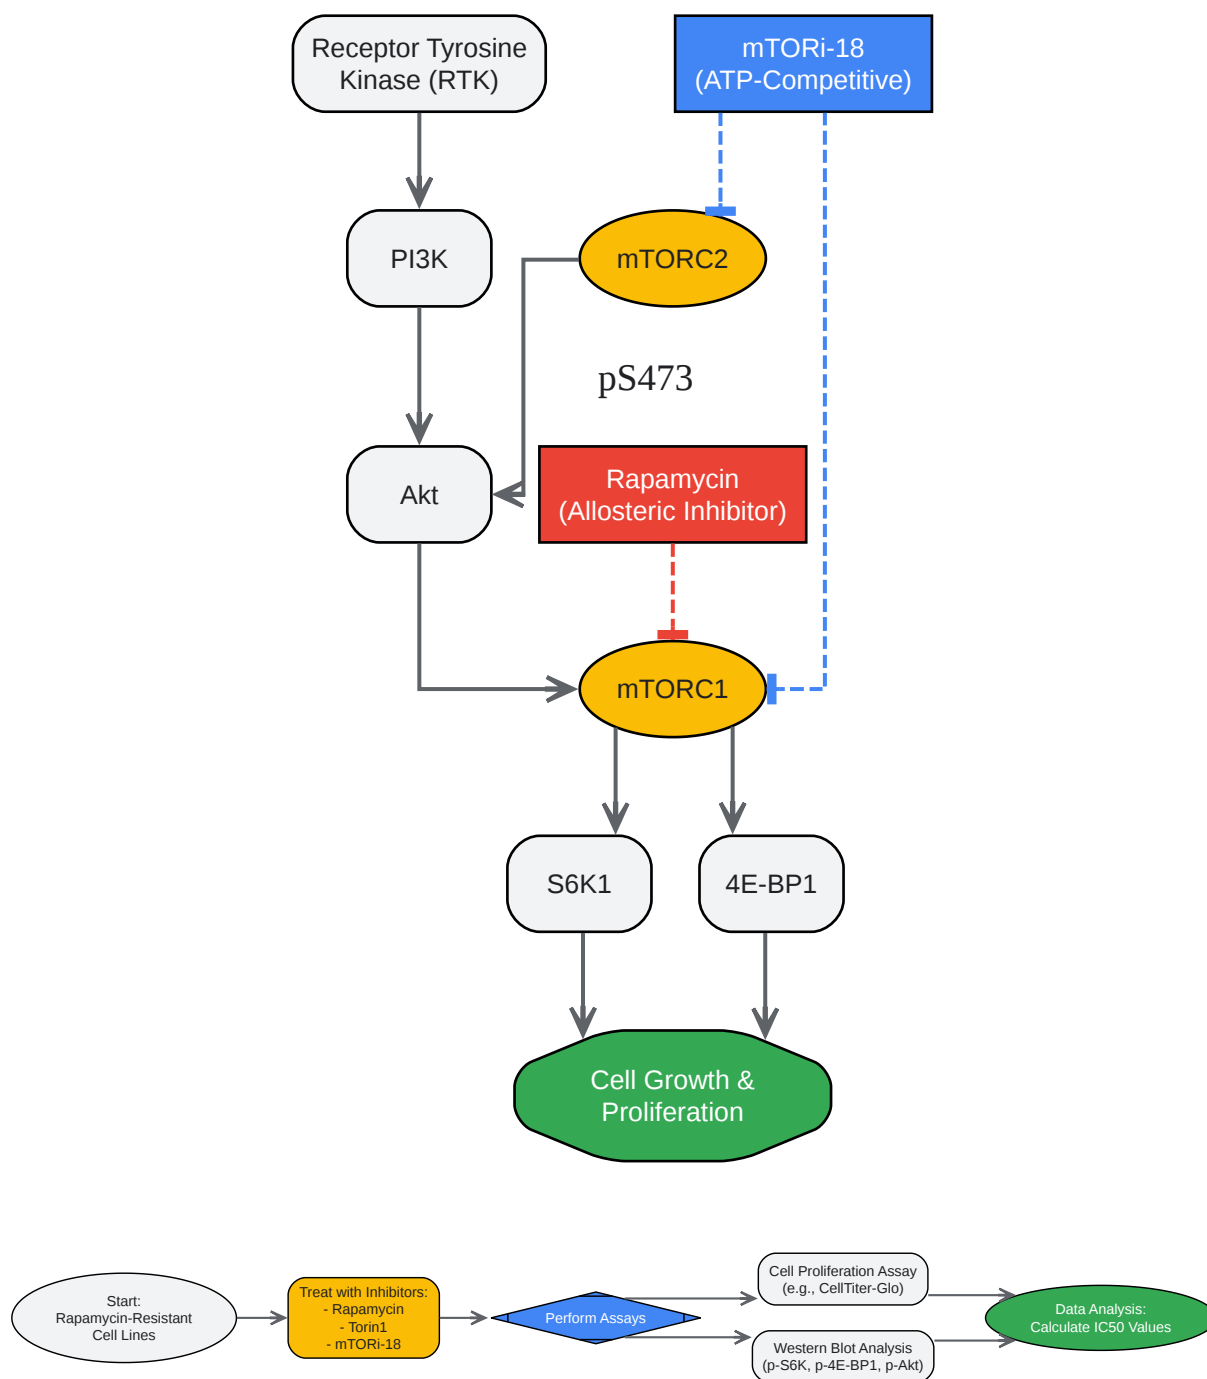 Receptor Tyrosine
Kinase (RTK)
mTORi-18
(ATP-Competitive)
PI3K
mTORC2
pS473
Akt
Rapamycin
(Allosteric Inhibitor)
mTORC1
S6K1
4E-BP1
Cell Growth &
Proliferation
Start:
Rapamycin-Resistant
Cell Lines
Treat with Inhibitors:
- Rapamycin
- Torin1
- mTORi-18
Perform Assays
Cell Proliferation Assay
(e.g., CellTiter-Glo)
Western Blot Analysis
(p-S6K, p-4E-BP1, p-Akt)
Data Analysis:
Calculate IC50 Values